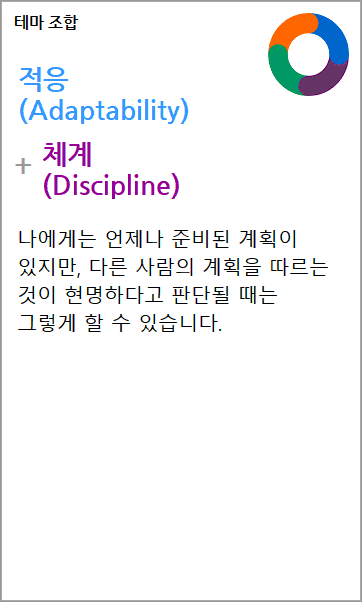 테마 조합
적응
(Adaptability)
+ 체계
(Discipline)
나에게는 언제나 준비된 계획이
있지만, 다른 사람의 계획을 따르는
것이 현명하다고 판단될 때는
그렇게 할 수 있습니다.